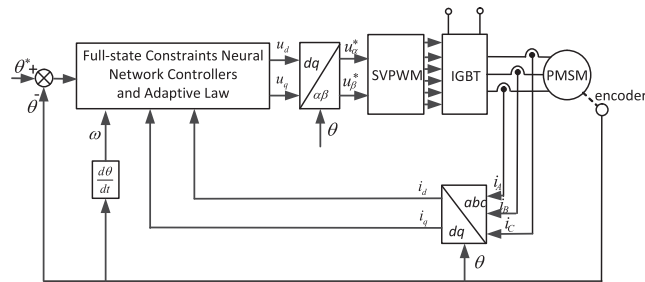 θ*
+
-
θ
Full-state Constraints Neural
Network Controllers
and Adaptive Law
u_d
u_q
dq
αβ
θ
u*_α
u*_β
SVPWM
IGBT
PMSM
encoder
ω
dθ
dt
i_d
i_q
i_A
i_B
i_C
abc
dq
θ